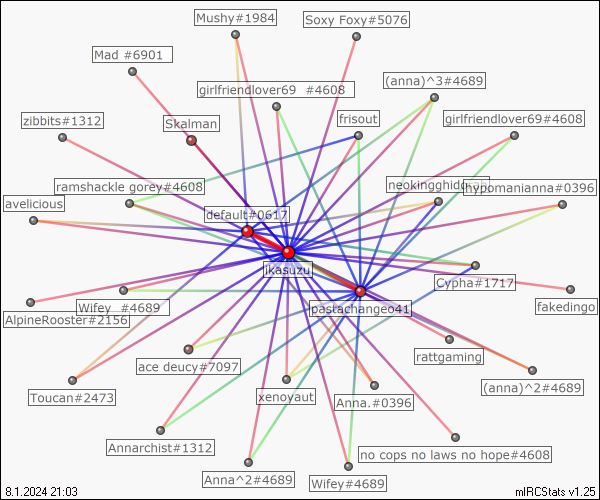 Mushy#1984
Soxy Foxy#5076
Mad #6901
girlfriendlover69 #4608
(anna)^3#4689
zibbits#1312
Skalman
frisout
girlfriendlover69#4608
ramshackle gorey#4608
neokingghidd
hypomanianna#0396
avelicious
default#0617
ikasuzu
Cypha#1717
AlpineRooster#2156
Wifey #4689
pastachangeo41
fakedingo
ace deucy#7097
rattgaming
Toucan#2473
xenoyaut
Anna.#0396
(anna)^2#4689
Annarchist#1312
no cops no laws no hope#4608
Anna^2#4689
Wifey#4689
8.1.2024 21:03
mIRCStats v1.25